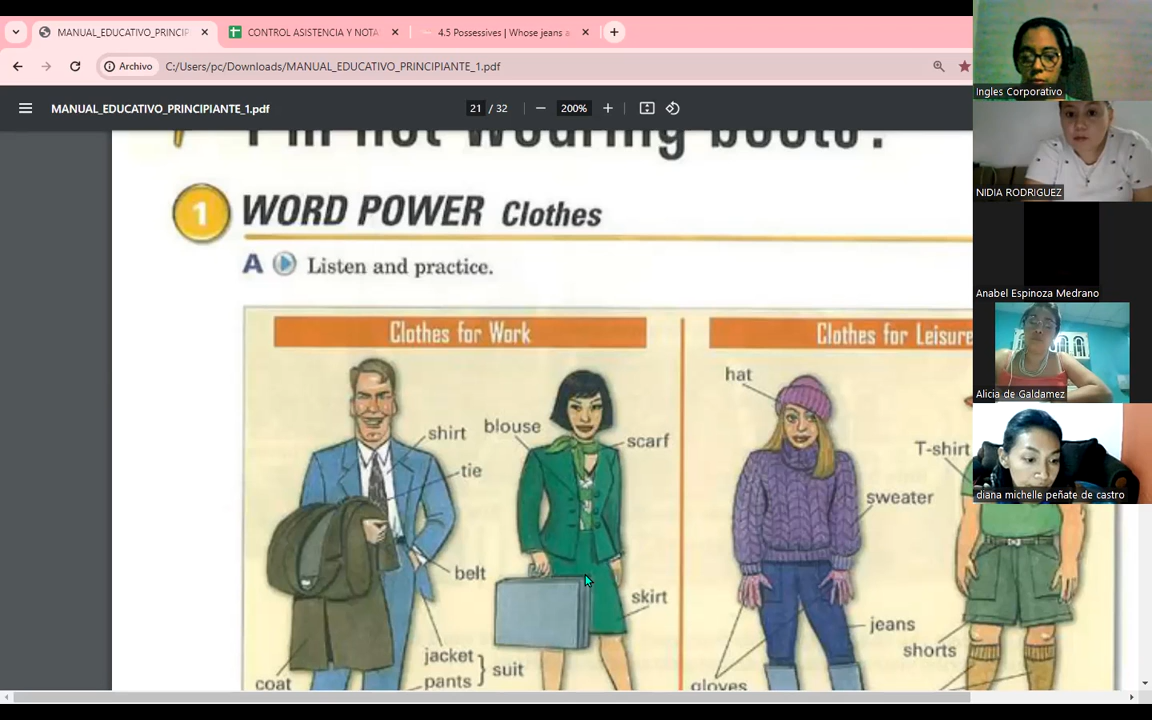 MANUAL_EDUCATIVO_PRINCIP
CONTROL ASISTENCIA Y NOTA
4.5 Possessives | Whose jeans a
Archivo
C:/Users/pc/Downloads/MANUAL_EDUCATIVO_PRINCIPIANTE_1.pdf
MANUAL_EDUCATIVO_PRINCIPIANTE_1.pdf
21 / 32
200%
I'm not wearing boots!
1 WORD POWER Clothes
A Listen and practice.
Clothes for Work
Clothes for Leisure
shirt
tie
belt
jacket
pants
suit
coat
blouse
scarf
skirt
hat
sweater
jeans
gloves
T-shirt
shorts
Ingles Corporativo
NIDIA RODRIGUEZ
Anabel Espinoza Medrano
Alicia de Galdamez
diana michelle peñate de castro